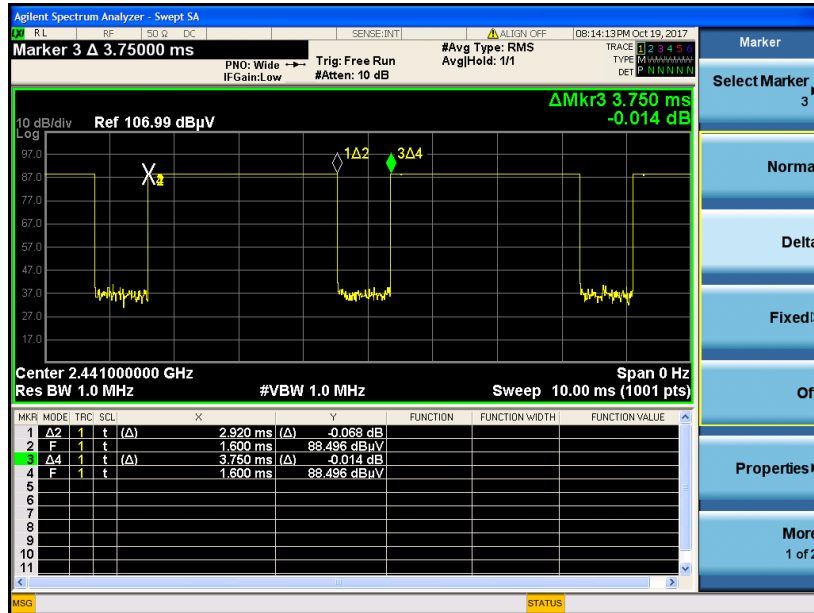 Agilent Spectrum Analyzer - Swept SA
LXI RL RF 50 Ω DC SENSE:INT ALIGN OFF 08:14:13PM Oct 19, 2017
Marker 3 Δ 3.75000 ms
PNO: Wide
IFGain:Low
Trig: Free Run
#Atten: 10 dB
#Avg Type: RMS
Avg|Hold: 1/1
TRACE 1 2 3 4 5 6
TYPE M WWWWW
DET P N N N N N
ΔMkr3 3.750 ms
-0.014 dB
10 dB/div Ref 106.99 dBµV
Log
97.0
87.0
77.0
67.0
57.0
47.0
37.0
27.0
17.0
1Δ2
3Δ4
Center 2.441000000 GHz Span 0 Hz
Res BW 1.0 MHz #VBW 1.0 MHz Sweep 10.00 ms (1001 pts)
MKR MODE TRC SCL X Y FUNCTION FUNCTION WIDTH FUNCTION VALUE
1 Δ2 1 t (Δ) 2.920 ms (Δ) -0.068 dB
2 F 1 t 1.600 ms 88.496 dBµV
3 Δ4 1 t (Δ) 3.750 ms (Δ) -0.014 dB
4 F 1 t 1.600 ms 88.496 dBµV
5
6
7
8
9
10
11
MSG STATUS
Marker
Select Marker
3
Norma
Delta
Fixed
Of
Properties
More
1 of 2